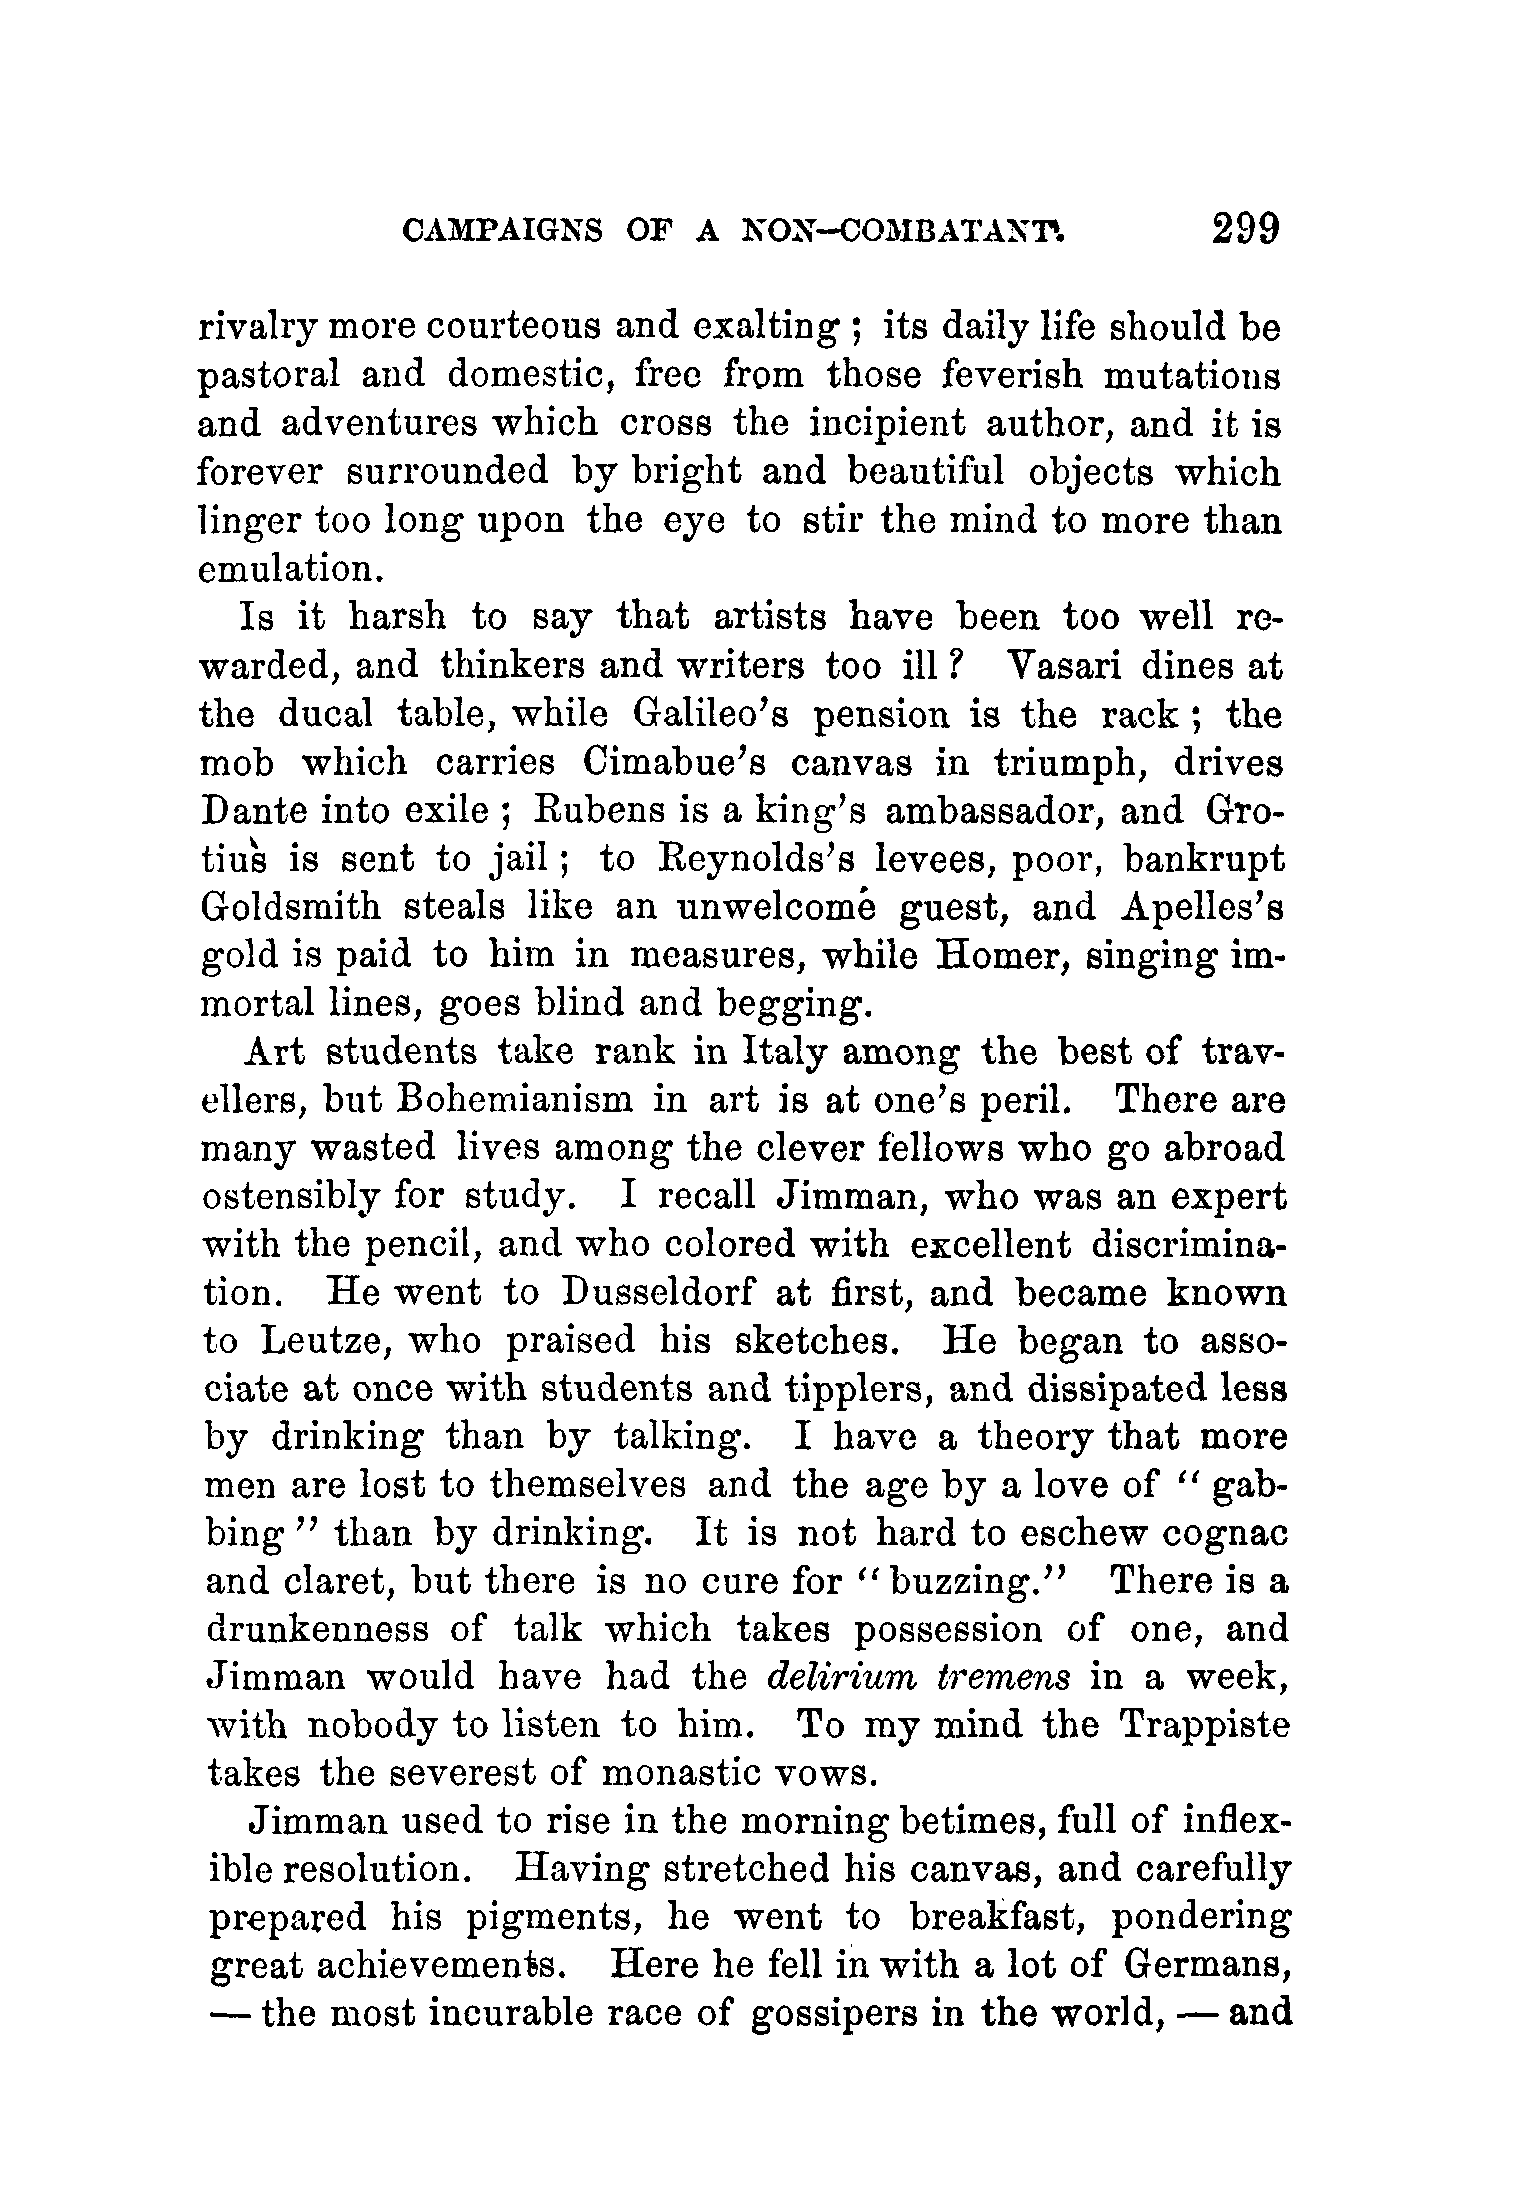 CAMPAIGNS OF A NON-COMBATANT. 299
rivalry more courteous and exalting ; its daily life should be
pastoral and domestic, free from those feverish mutations
and adventures which cross the incipient author, and it is
forever surrounded by bright and beautiful objects which
linger too long upon the eye to stir the mind to more than
emulation.
Is it harsh to say that artists have been too well re-
warded, and thinkers and writers too ill ? Vasari dines at
the ducal table, while Galileo's pension is the rack ; the
mob which carries Cimabue's canvas in triumph, drives
Dante into exile ; Rubens is a king's ambassador, and Gro-
tius is sent to jail ; to Reynolds's levees, poor, bankrupt
Goldsmith steals like an unwelcome guest, and Apelles's
gold is paid to him in measures, while Homer, singing im-
mortal lines, goes blind and begging.
Art students take rank in Italy among the best of trav-
ellers, but Bohemianism in art is at one's peril. There are
many wasted lives among the clever fellows who go abroad
ostensibly for study. I recall Jimman, who was an expert
with the pencil, and who colored with excellent discrimina-
tion. He went to Dusseldorf at first, and became known
to Leutze, who praised his sketches. He began to asso-
ciate at once with students and tipplers, and dissipated less
by drinking than by talking. I have a theory that more
men are lost to themselves and the age by a love of " gab-
bing " than by drinking. It is not hard to eschew cognac
and claret, but there is no cure for " buzzing." There is a
drunkenness of talk which takes possession of one, and
Jimman would have had the delirium tremens in a week,
with nobody to listen to him. To my mind the Trappiste
takes the severest of monastic vows.
Jimman used to rise in the morning betimes, full of inflex-
ible resolution. Having stretched his canvas, and carefully
prepared his pigments, he went to breakfast, pondering
great achievements. Here he fell in with a lot of Germans,
— the most incurable race of gossipers in the world, — and